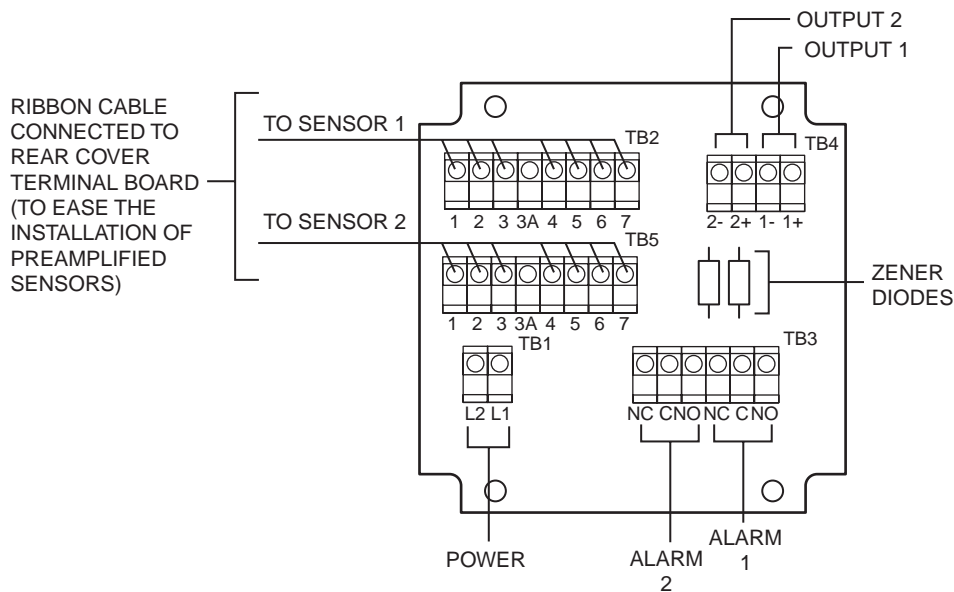 OUTPUT 2
OUTPUT 1
RIBBON CABLE
CONNECTED TO
REAR COVER
TERMINAL BOARD
(TO EASE THE
INSTALLATION OF
PREAMPLIFIED
SENSORS)
TO SENSOR 1
TB2
1 2 3 3A 4 5 6 7
TB4
2- 2+ 1- 1+
TO SENSOR 2
TB5
1 2 3 3A 4 5 6 7
ZENER
DIODES
TB1
L2 L1
TB3
NC C NO NC C NO
POWER
ALARM
2
ALARM
1